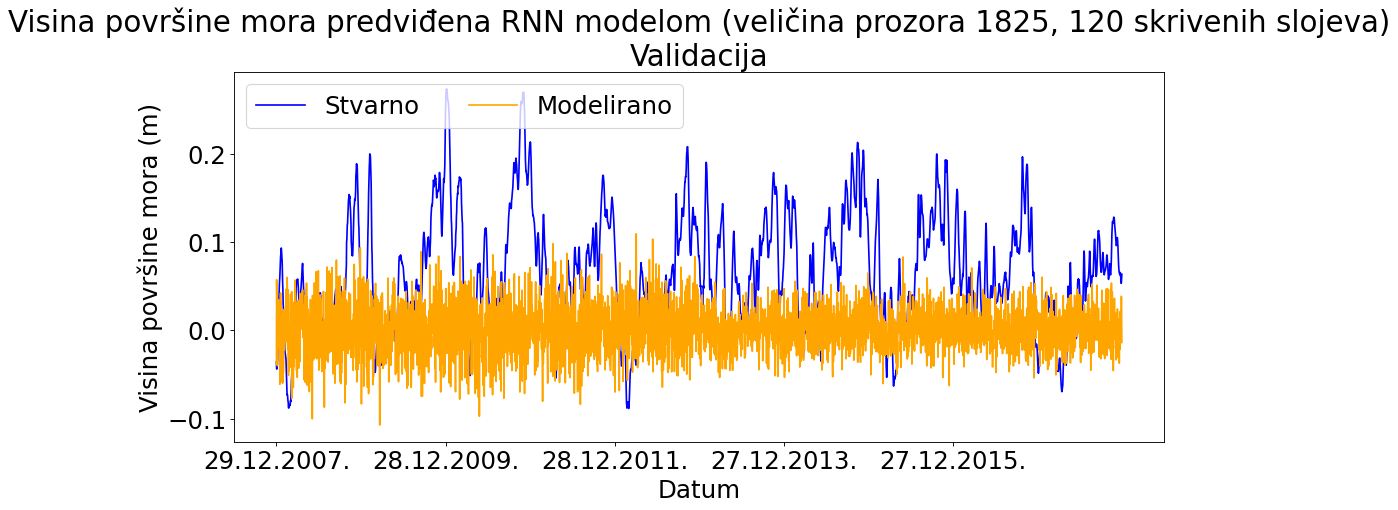 Visina površine mora predviđena RNN modelom (veličina prozora 1825, 120 skrivenih slojeva)
Validacija
Stvarno Modelirano
Visina površine mora (m)
0.2
0.1
0.0
−0.1
29.12.2007. 28.12.2009. 28.12.2011. 27.12.2013. 27.12.2015.
Datum